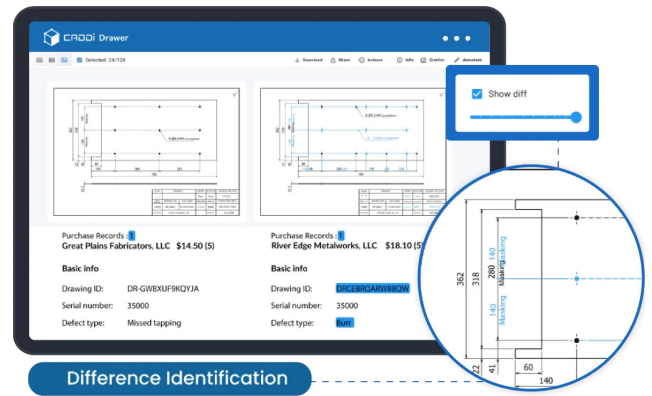 CADDi Drawer
Selected: 24/128
Download Share Actions Info Similar Annotate
Show diff
Purchase Records : 1
Great Plains Fabricators, LLC $14.50 (5)
Basic info
Drawing ID: DR-GW8XUF9KQYJA
Serial number: 35000
Defect type: Missed tapping
Purchase Records : 1
River Edge Metalworks, LLC $18.10 (5)
Basic info
Drawing ID: DRCEBRQARW8BQW
Serial number: 35000
Defect type: Burr
362
318
280
140
140
Masking
Masking
Masking
22
41
60
140
Difference Identification